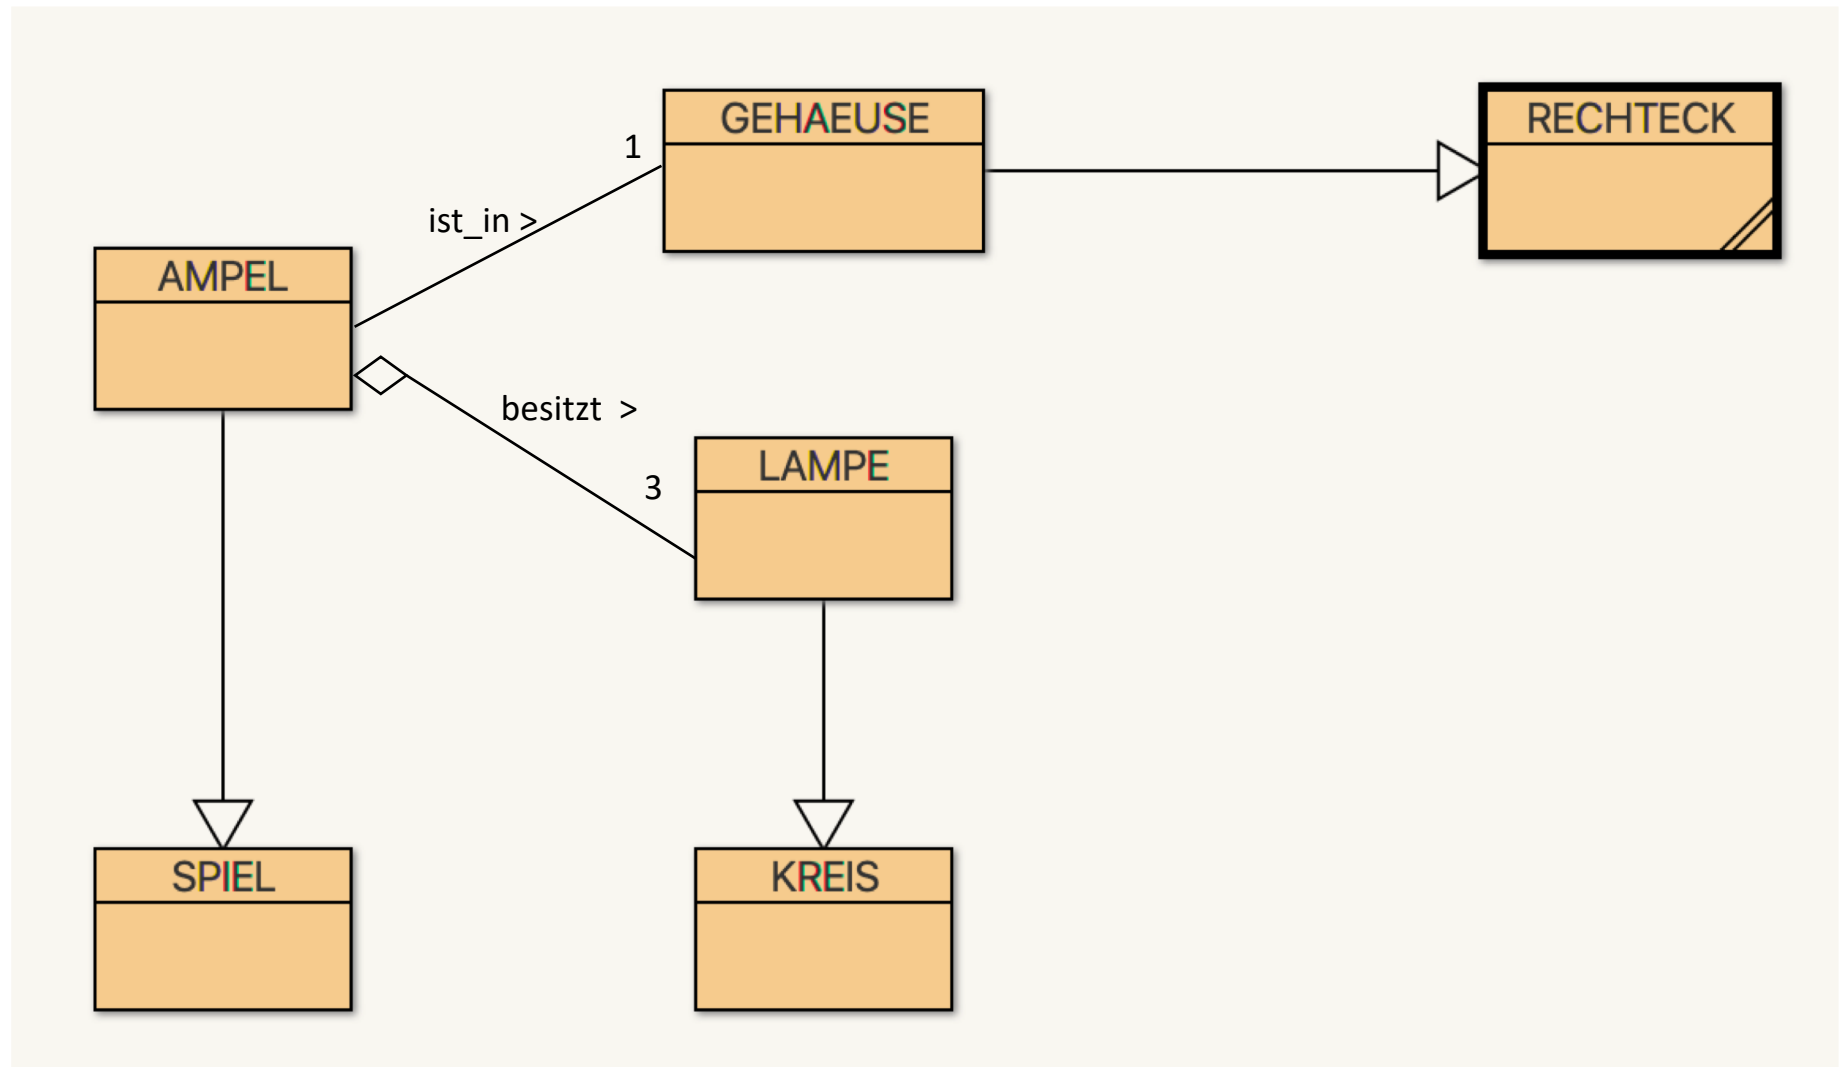 GEHAEUSE
RECHTECK
1
ist_in >
AMPEL
besitzt >
LAMPE
3
SPIEL
KREIS